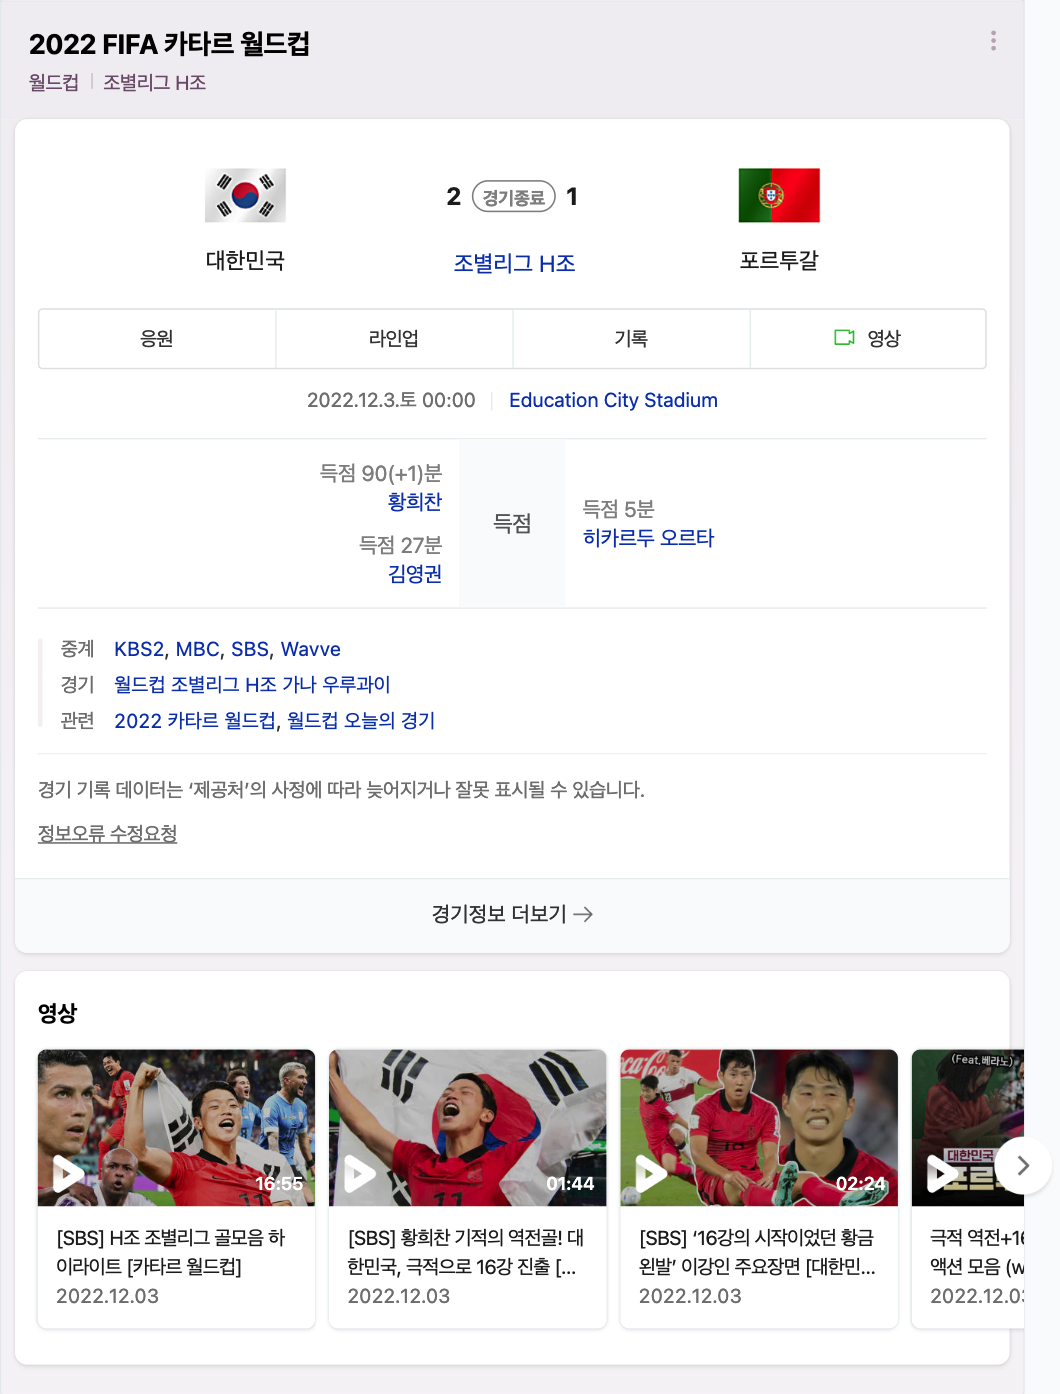 2022 FIFA 카타르 월드컵
월드컵 조별리그 H조
2 경기종료 1
대한민국 조별리그 H조 포르투갈
응원 라인업 기록 영상
2022.12.3.토 00:00 Education City Stadium
득점 90(+1)분
황희찬
득점 27분
김영권
득점
득점 5분
히카르두 오르타
중계 KBS2, MBC, SBS, Wavve
경기 월드컵 조별리그 H조 가나 우루과이
관련 2022 카타르 월드컵, 월드컵 오늘의 경기
경기 기록 데이터는 ‘제공처’의 사정에 따라 늦어지거나 잘못 표시될 수 있습니다.
정보오류 수정요청
경기정보 더보기
영상
16:55
[SBS] H조 조별리그 골모음 하
이라이트 [카타르 월드컵]
2022.12.03
11
01:44
[SBS] 황희찬 기적의 역전골! 대
한민국, 극적으로 16강 진출 [...
2022.12.03
02:24
[SBS] ‘16강의 시작이었던 황금
왼발’ 이강인 주요장면 [대한민...
2022.12.03
(Feat.베라노)
대한민국
극적 역전+16
액션 모음 (w
2022.12.03